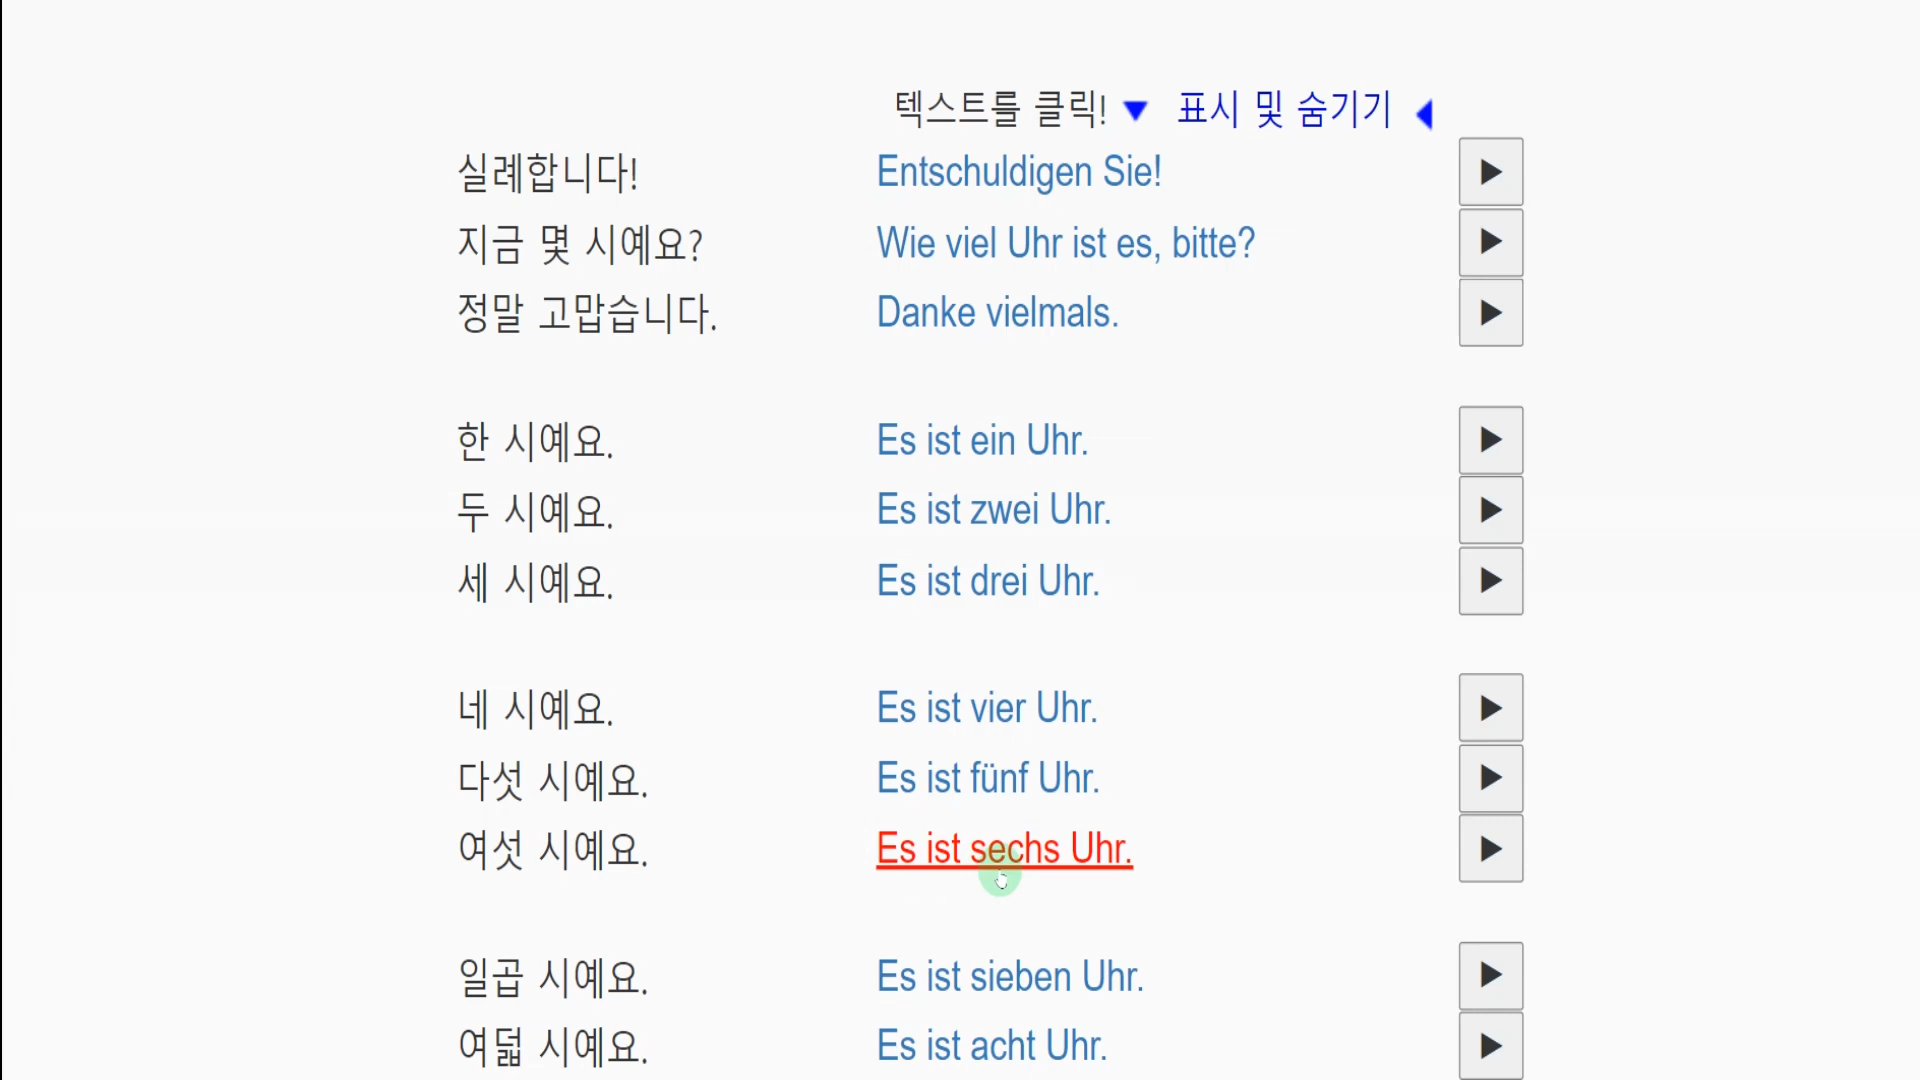 텍스트를 클릭! ▼ 표시 및 숨기기 ◀
실례합니다! Entschuldigen Sie!
지금 몇 시예요? Wie viel Uhr ist es, bitte?
정말 고맙습니다. Danke vielmals.
한 시예요. Es ist ein Uhr.
두 시예요. Es ist zwei Uhr.
세 시예요. Es ist drei Uhr.
네 시예요. Es ist vier Uhr.
다섯 시예요. Es ist fünf Uhr.
여섯 시예요. Es ist sechs Uhr.
일곱 시예요. Es ist sieben Uhr.
여덟 시예요. Es ist acht Uhr.